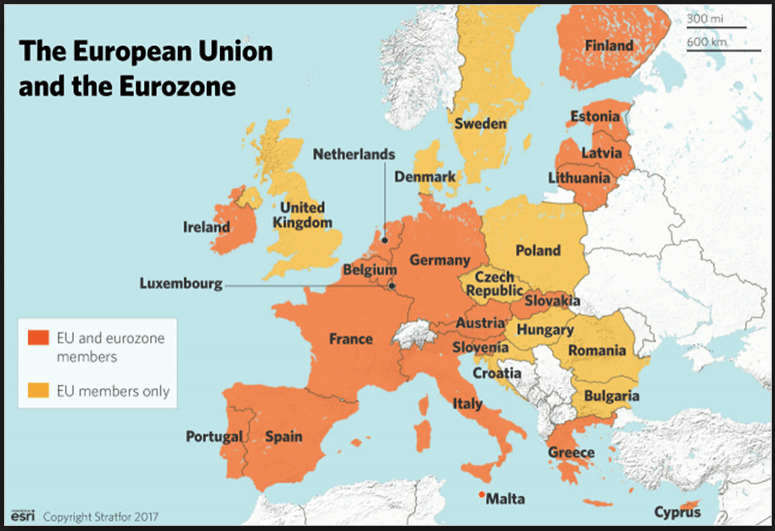 The European Union
and the Eurozone
300 mi
600 km
Finland
Sweden
Estonia
Latvia
Lithuania
Netherlands
Denmark
Ireland
United
Kingdom
Germany
Poland
Belgium
Luxembourg
Czech
Republic
Slovakia
EU and eurozone
members
EU members only
France
Austria
Hungary
Slovenia
Romania
Croatia
Bulgaria
Italy
Portugal
Spain
Greece
Malta
Cyprus
esri Copyright Stratfor 2017